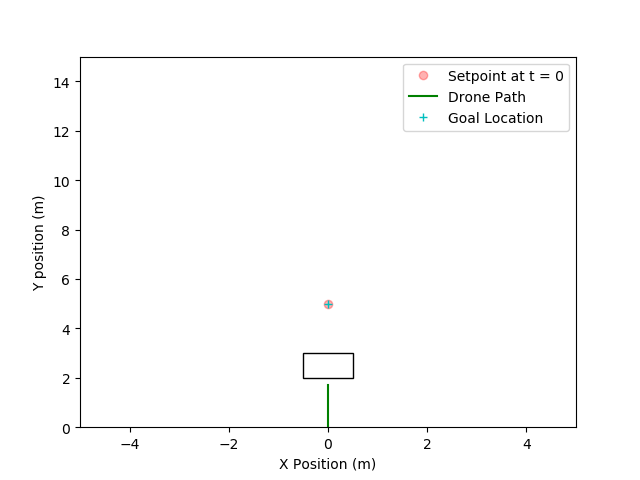 Setpoint at t = 0
Drone Path
Goal Location
14
12
10
8
6
4
2
0
Y position (m)
−4
−2
0
2
4
X Position (m)